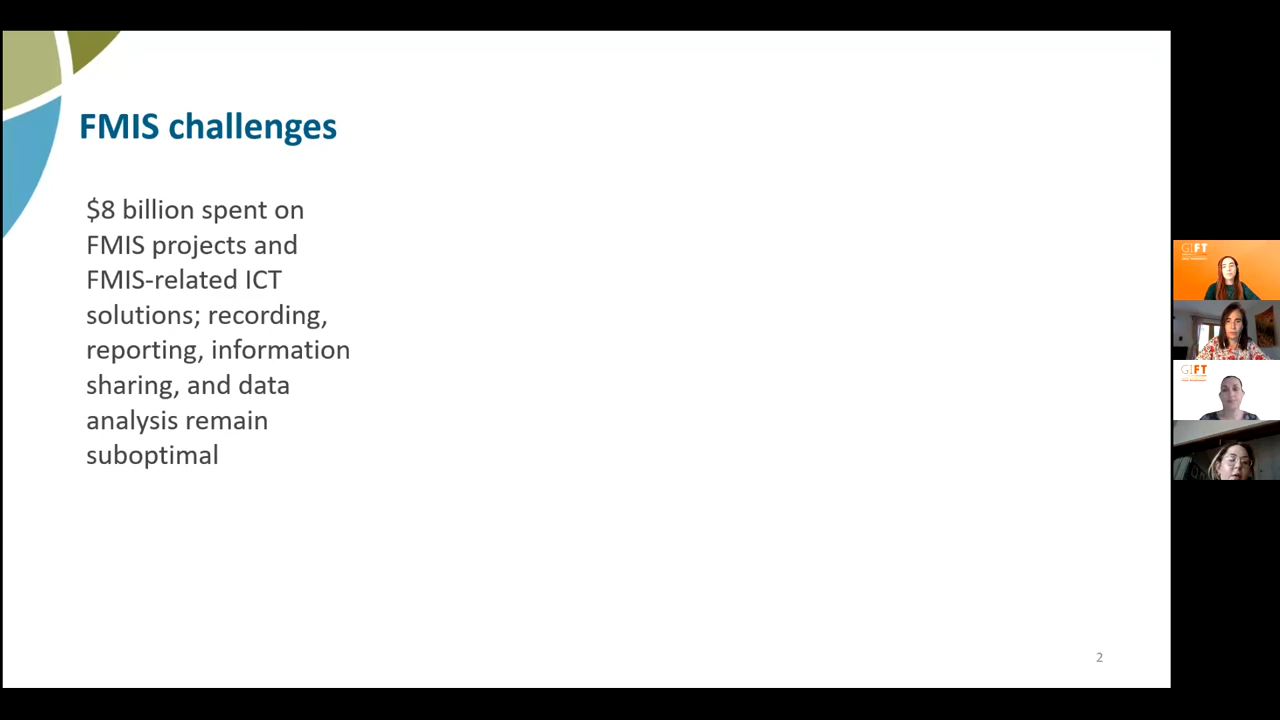 FMIS challenges
$8 billion spent on
FMIS projects and
FMIS-related ICT
solutions; recording,
reporting, information
sharing, and data
analysis remain
suboptimal
2
GIFT
GIFT